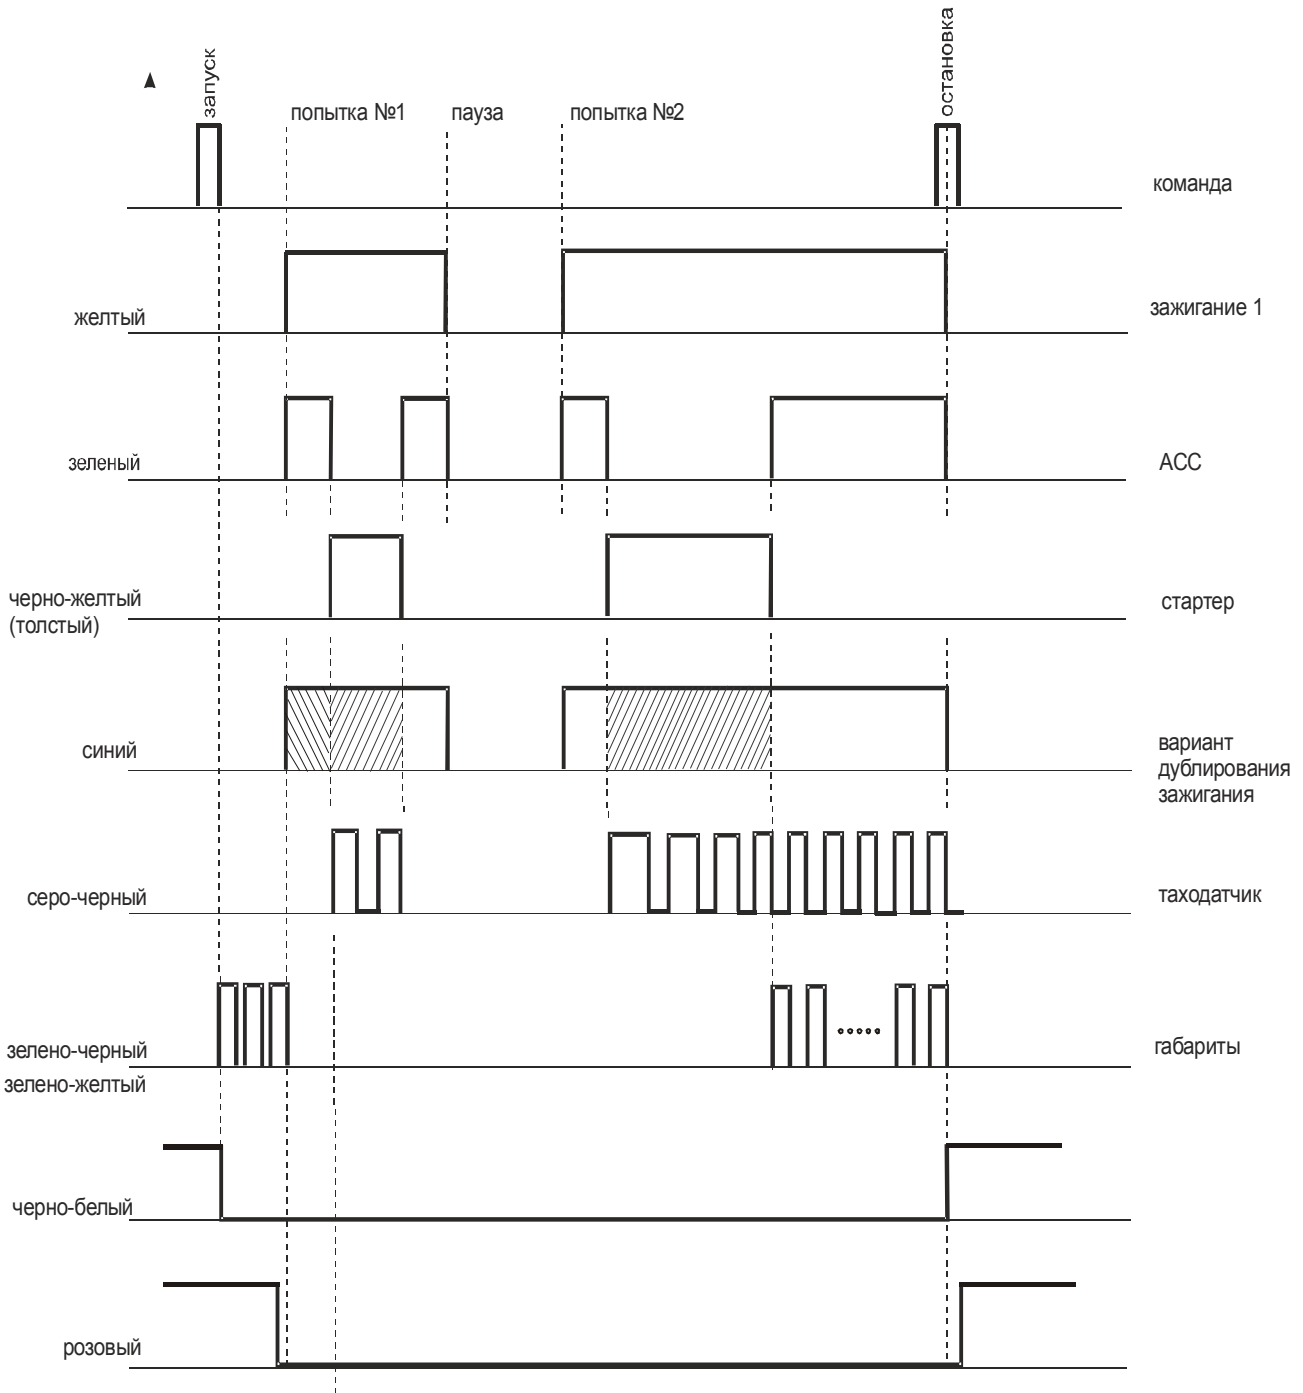 запуск
остановка
попытка №1
пауза
попытка №2
команда
желтый
зажигание 1
зеленый
АСС
черно-желтый
(толстый)
стартер
синий
вариант
дублирования
зажигания
серо-черный
таходатчик
зелено-черный
зелено-желтый
габариты
черно-белый
розовый